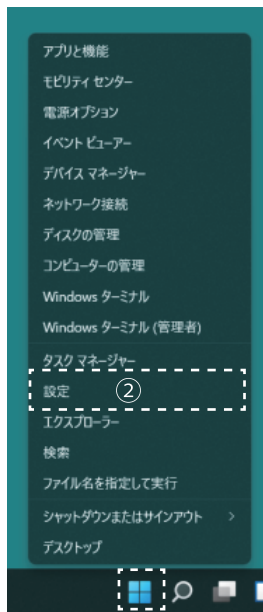 アプリと機能
モビリティ センター
電源オプション
イベント ビューアー
デバイス マネージャー
ネットワーク接続
ディスクの管理
コンピューターの管理
Windows ターミナル
Windows ターミナル (管理者)
タスク マネージャー
設定 ②
エクスプローラー
検索
ファイル名を指定して実行
シャットダウンまたはサインアウト >
デスクトップ